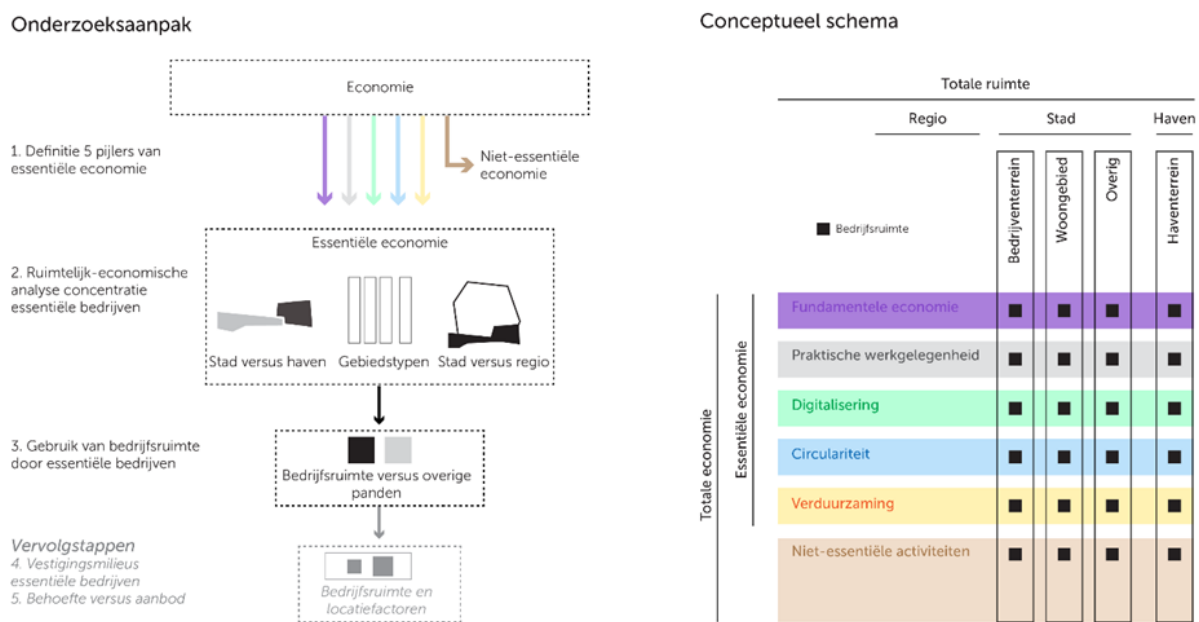 Onderzoeksaanpak
Economie
1. Definitie 5 pijlers van
essentiële economie
Niet-essentiële
economie
Essentiële economie
2. Ruimtelijk-economische
analyse concentratie
essentiële bedrijven
Stad versus haven
Gebiedstypen
Stad versus regio
3. Gebruik van bedrijfsruimte
door essentiële bedrijven
Bedrijfsruimte versus overige
panden
Vervolgstappen
4. Vestigingsmilieus
essentiële bedrijven
5. Behoefte versus aanbod
Bedrijfsruimte en
locatiefactoren
Conceptueel schema
Totale ruimte
Regio
Stad
Haven
Bedrijventerrein
Woongebied
Overig
Haventerrein
Bedrijfsruimte
Totale economie
Essentiële economie
Fundamentele economie
Praktische werkgelegenheid
Digitalisering
Circulariteit
Verduurzaming
Niet-essentiële activiteiten